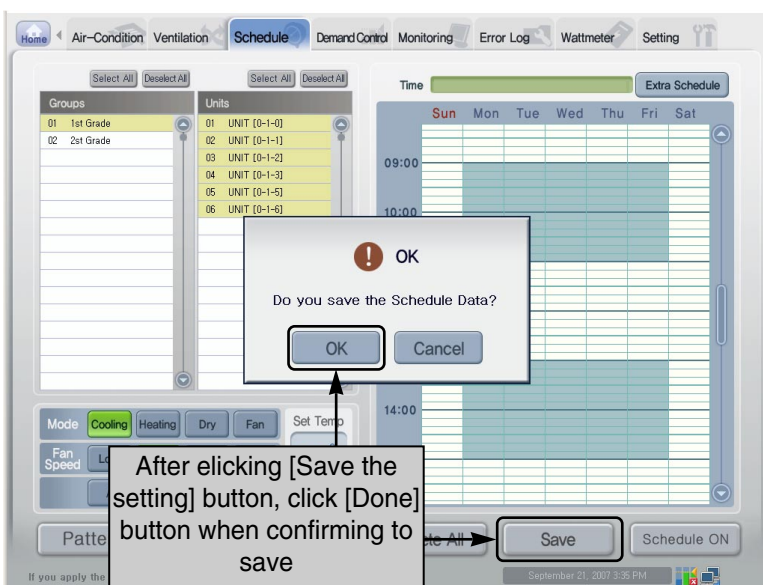 Home Air-Condition Ventilation Schedule Demand Control Monitoring Error Log Wattmeter Setting
Select All Deselect All Select All Deselect All Time Extra Schedule
Groups Units
Sun Mon Tue Wed Thu Fri Sat
01 1st Grade 01 UNIT [0-1-0]
02 2st Grade 02 UNIT [0-1-1]
03 UNIT [0-1-2]
09:00
04 UNIT [0-1-3]
05 UNIT [0-1-5]
06 UNIT [0-1-6]
10:00
OK
Do you save the Schedule Data?
OK Cancel
14:00
Mode Cooling Heating Dry Fan Set Temp
Fan
Speed
After elicking [Save the
setting] button, click [Done]
button when confirming to
save
All Save Schedule ON
If you apply the
September 21, 2007 3:35 PM